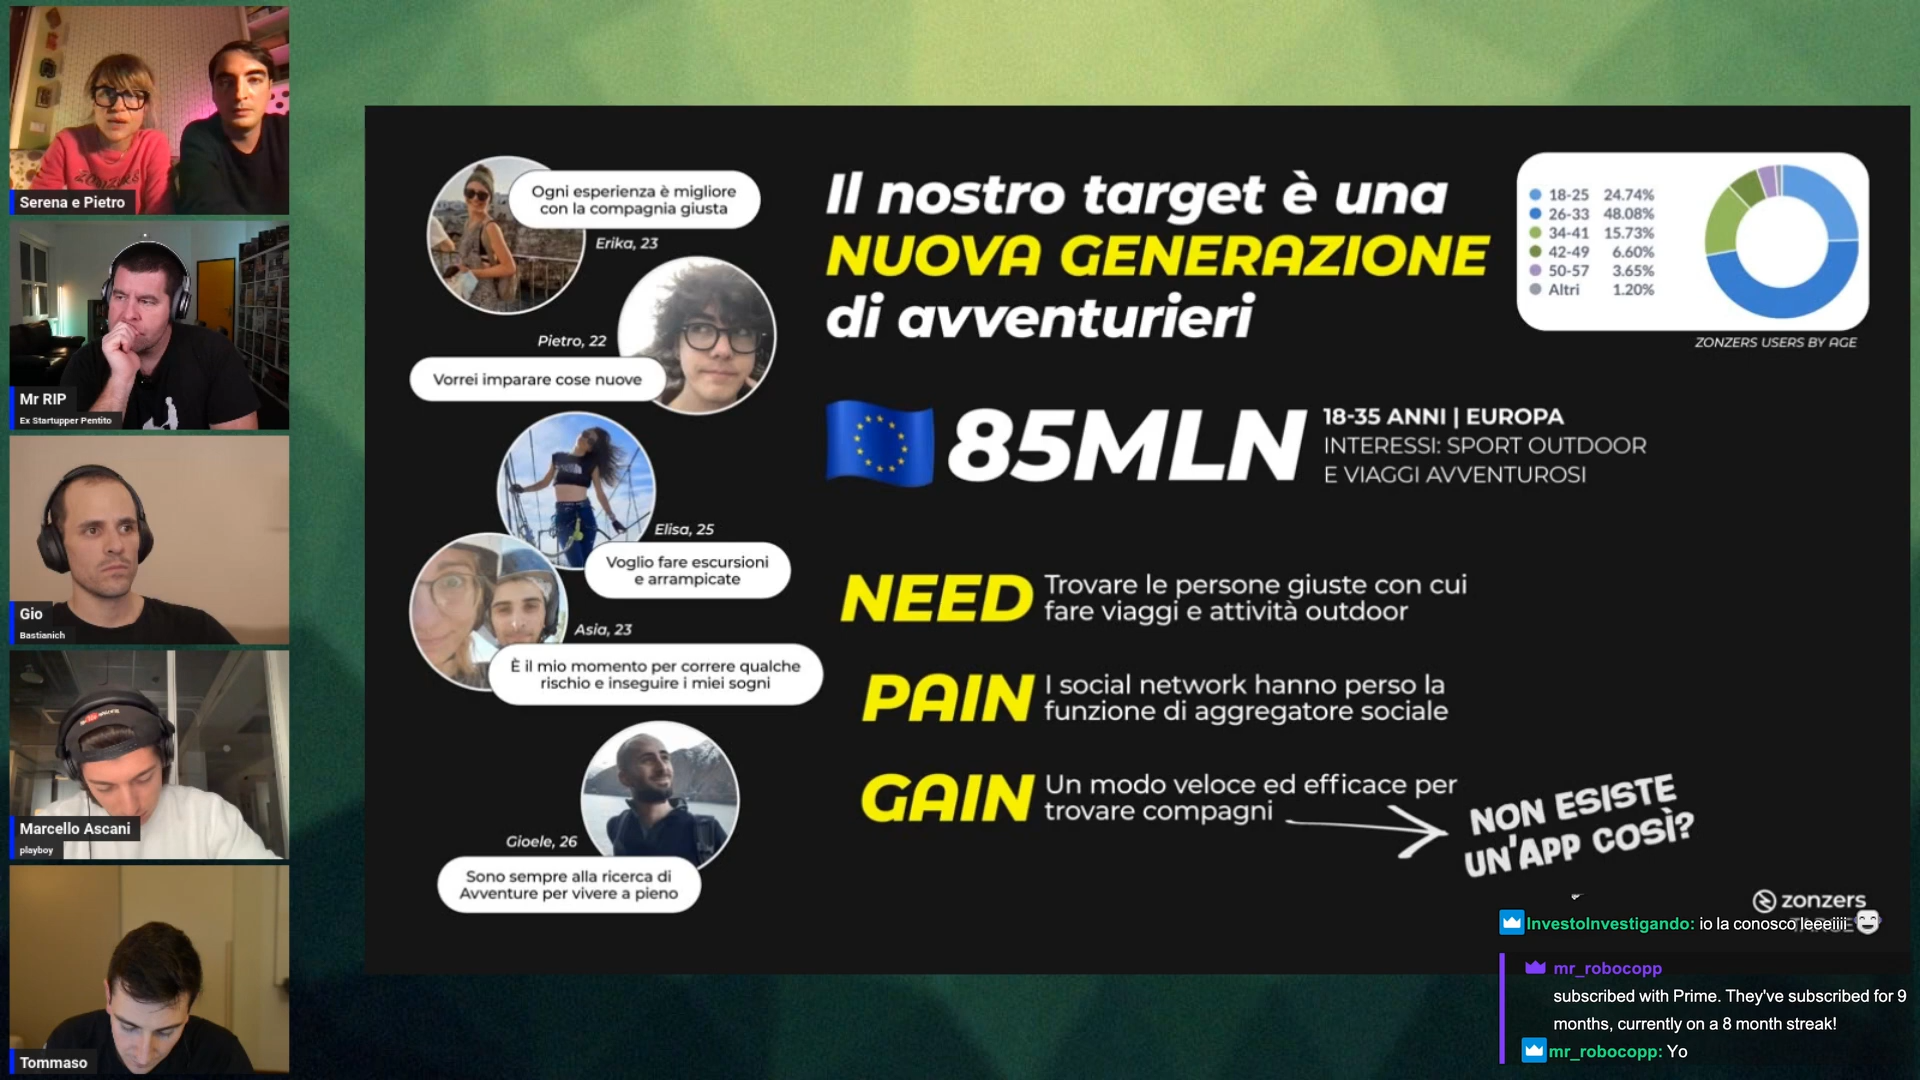 Serena e Pietro
Mr RIP
Ex Startupper Pentito
Gio
Bastianich
Marcello Ascani
playboy
Tommaso
Ogni esperienza è migliore
con la compagnia giusta
Erika, 23
Pietro, 22
Vorrei imparare cose nuove
Elisa, 25
Voglio fare escursioni
e arrampicate
Asia, 23
È il mio momento per correre qualche
rischio e inseguire i miei sogni
Gioele, 26
Sono sempre alla ricerca di
Avventure per vivere a pieno
Il nostro target è una
NUOVA GENERAZIONE
di avventurieri
18-25 24.74%
26-33 48.08%
34-41 15.73%
42-49 6.60%
50-57 3.65%
Altri 1.20%
ZONZERS USERS BY AGE
85MLN
18-35 ANNI | EUROPA
INTERESSI: SPORT OUTDOOR
E VIAGGI AVVENTUROSI
NEED
Trovare le persone giuste con cui
fare viaggi e attività outdoor
PAIN
I social network hanno perso la
funzione di aggregatore sociale
GAIN
Un modo veloce ed efficace per
trovare compagni
NON ESISTE
UN'APP COSÌ?
zonzers
InvestoInvestigando: io la conosco leeeiiii
mr_robocopp
subscribed with Prime. They've subscribed for 9
months, currently on a 8 month streak!
mr_robocopp: Yo